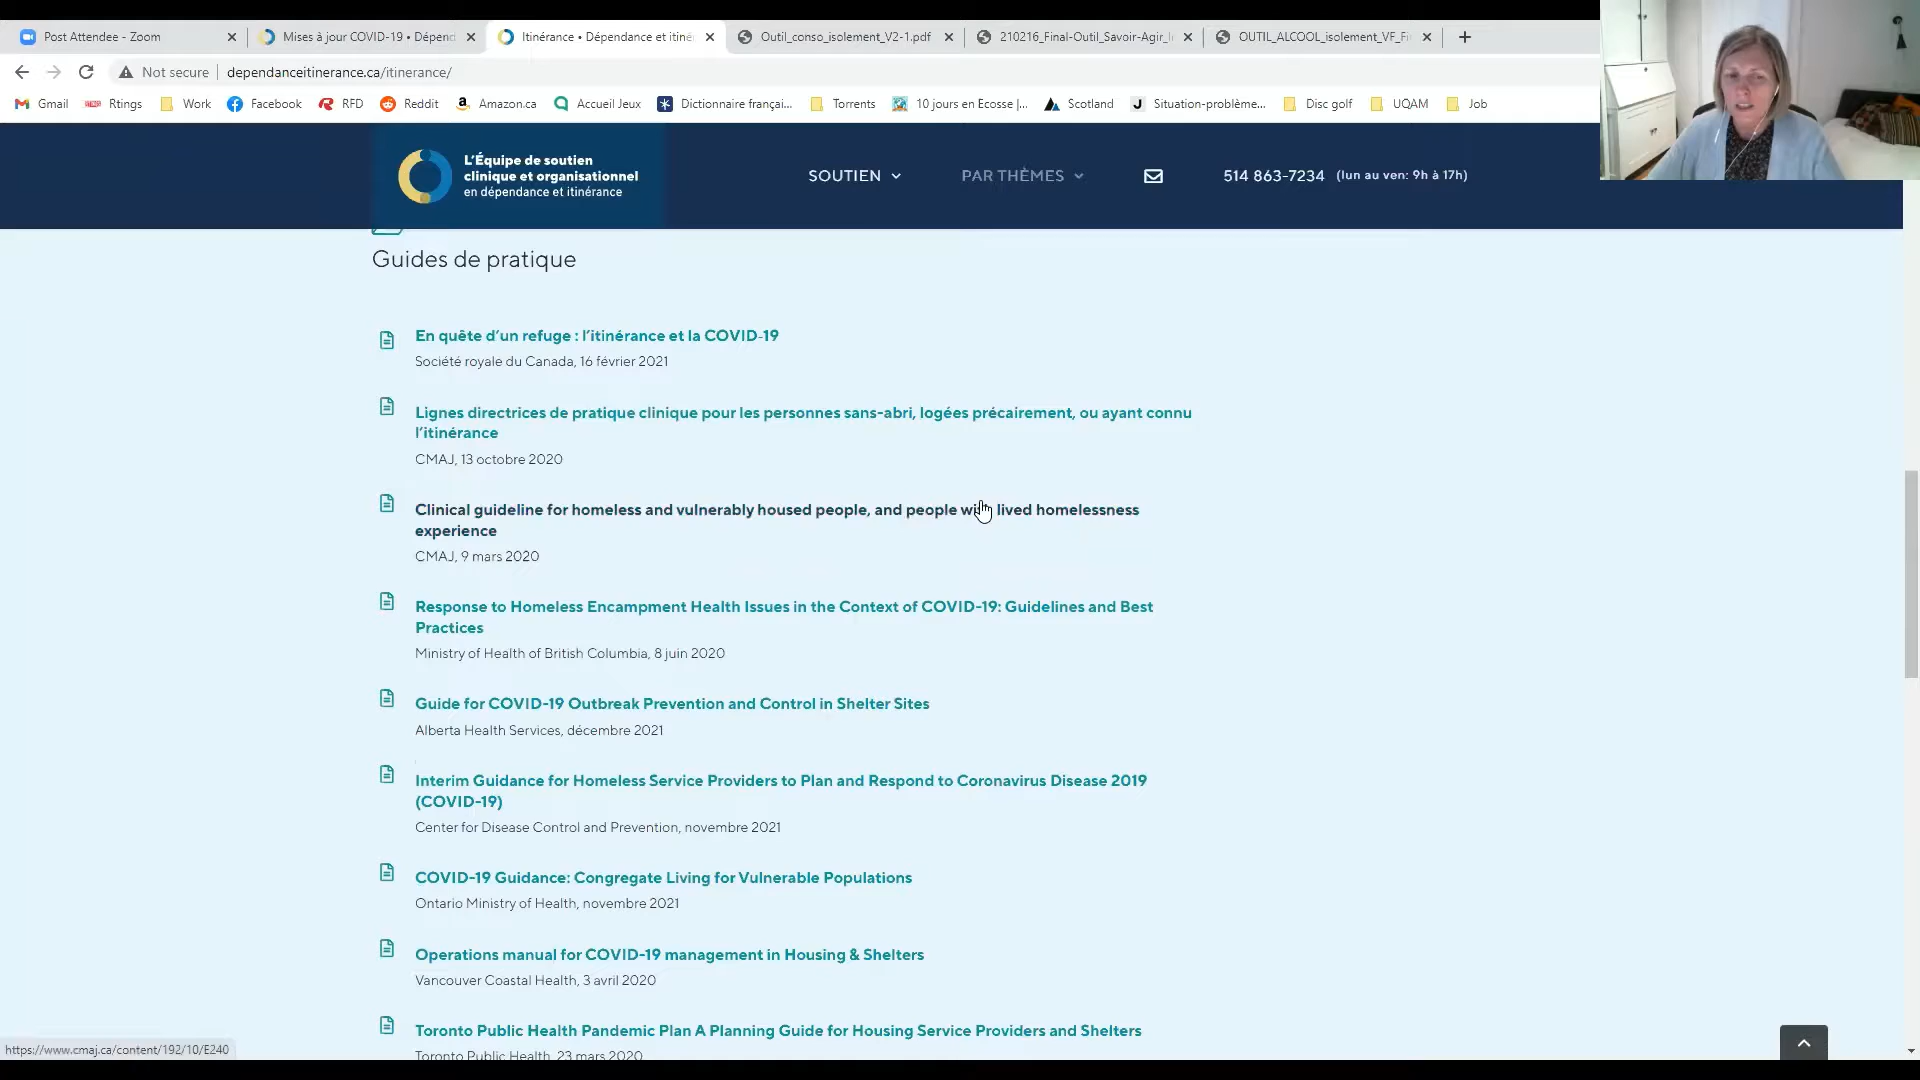 Post Attendee - Zoom
Mises à jour COVID-19 • Dépend
Itinérance • Dépendance et itiné
Outil_conso_isolement_V2-1.pdf
210216_Final-Outil_Savoir-Agir_I
OUTIL_ALCOOL_isolement_VF_Fi
Not secure
dependanceitinerance.ca/itinerance/
Gmail
Rtings
Work
Facebook
RFD
Reddit
Amazon.ca
Accueil Jeux
Dictionnaire françai...
Torrents
10 jours en Ecosse |...
Scotland
Situation-problème...
Disc golf
UQAM
Job
L'Équipe de soutien
clinique et organisationnel
en dépendance et itinérance
SOUTIEN
PAR THÈMES
514 863-7234 (lun au ven: 9h à 17h)
Guides de pratique
En quête d'un refuge : l'itinérance et la COVID-19
Société royale du Canada, 16 février 2021
Lignes directrices de pratique clinique pour les personnes sans-abri, logées précairement, ou ayant connu
l'itinérance
CMAJ, 13 octobre 2020
Clinical guideline for homeless and vulnerably housed people, and people with lived homelessness
experience
CMAJ, 9 mars 2020
Response to Homeless Encampment Health Issues in the Context of COVID-19: Guidelines and Best
Practices
Ministry of Health of British Columbia, 8 juin 2020
Guide for COVID-19 Outbreak Prevention and Control in Shelter Sites
Alberta Health Services, décembre 2021
Interim Guidance for Homeless Service Providers to Plan and Respond to Coronavirus Disease 2019
(COVID-19)
Center for Disease Control and Prevention, novembre 2021
COVID-19 Guidance: Congregate Living for Vulnerable Populations
Ontario Ministry of Health, novembre 2021
Operations manual for COVID-19 management in Housing & Shelters
Vancouver Coastal Health, 3 avril 2020
Toronto Public Health Pandemic Plan A Planning Guide for Housing Service Providers and Shelters
Toronto Public Health, 23 mars 2020
https://www.cmaj.ca/content/192/10/E240